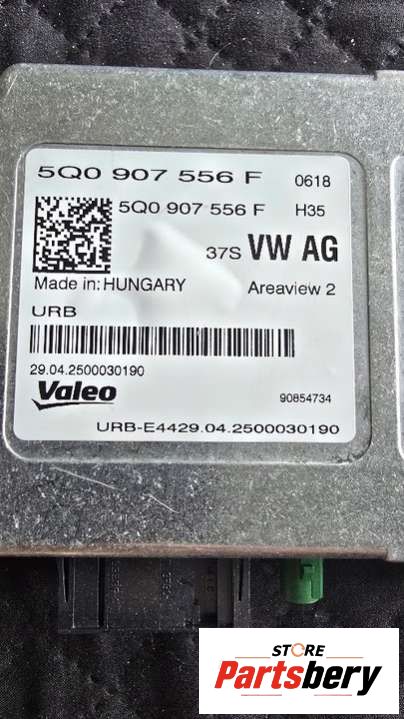 5Q0 907 556 F 0618
5Q0 907 556 F H35
37S VW AG
Made in: HUNGARY Areaview 2
URB
29.04.2500030190
Valeo 90854734
URB-E4429.04.2500030190
STORE
Partsbery